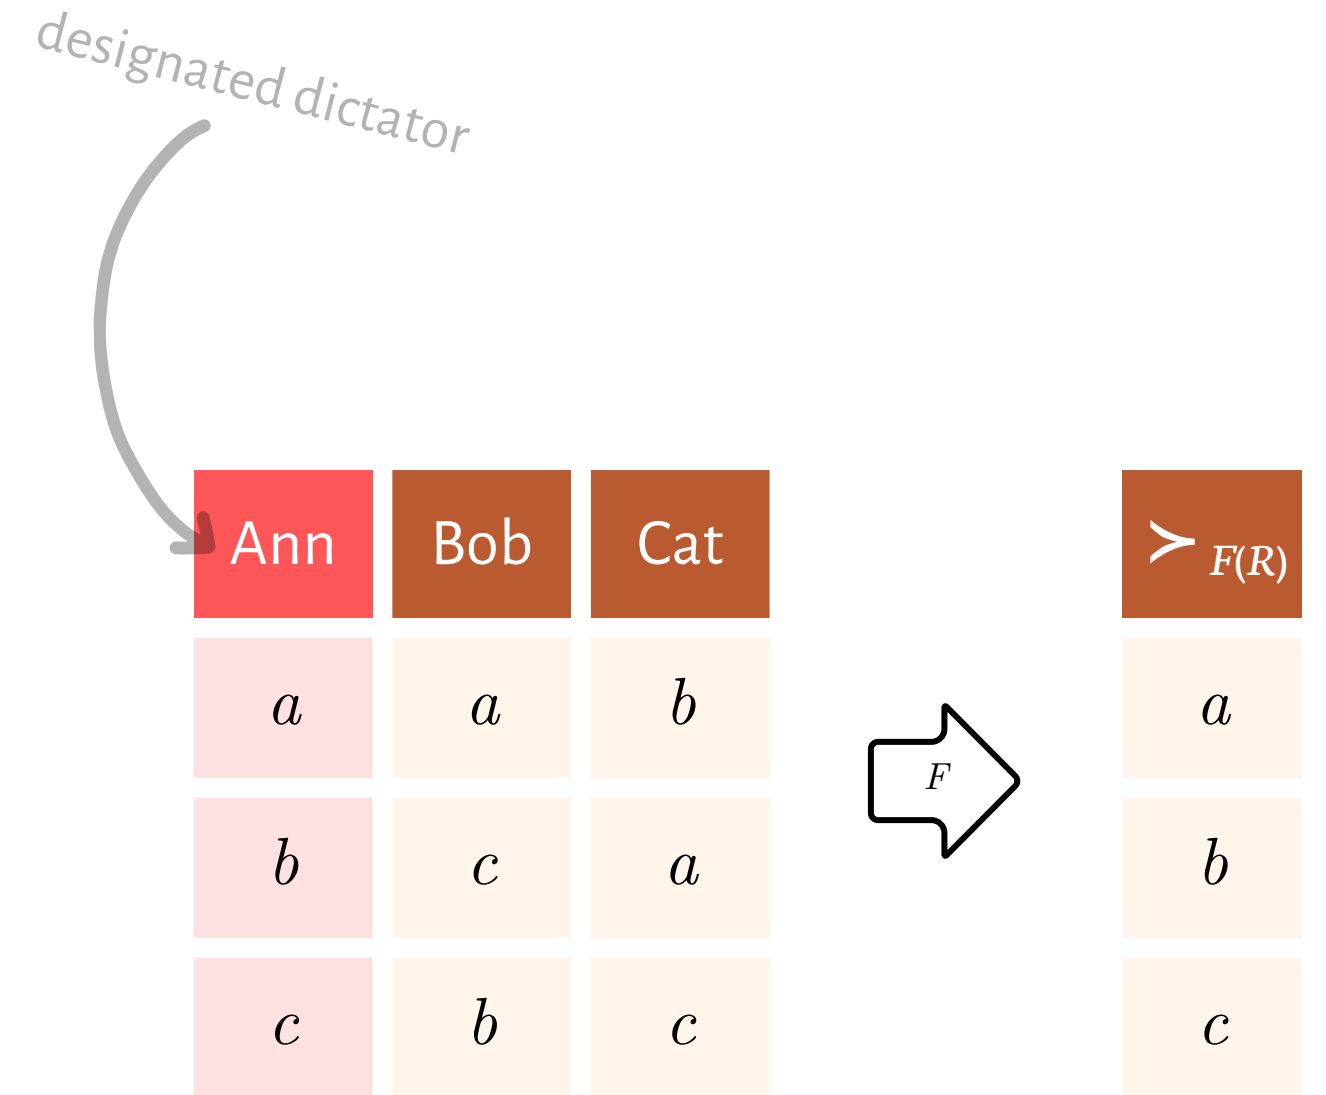 designated dictator
Ann Bob Cat ≻ F(R)
a a b a
F
b c a b
c b c c